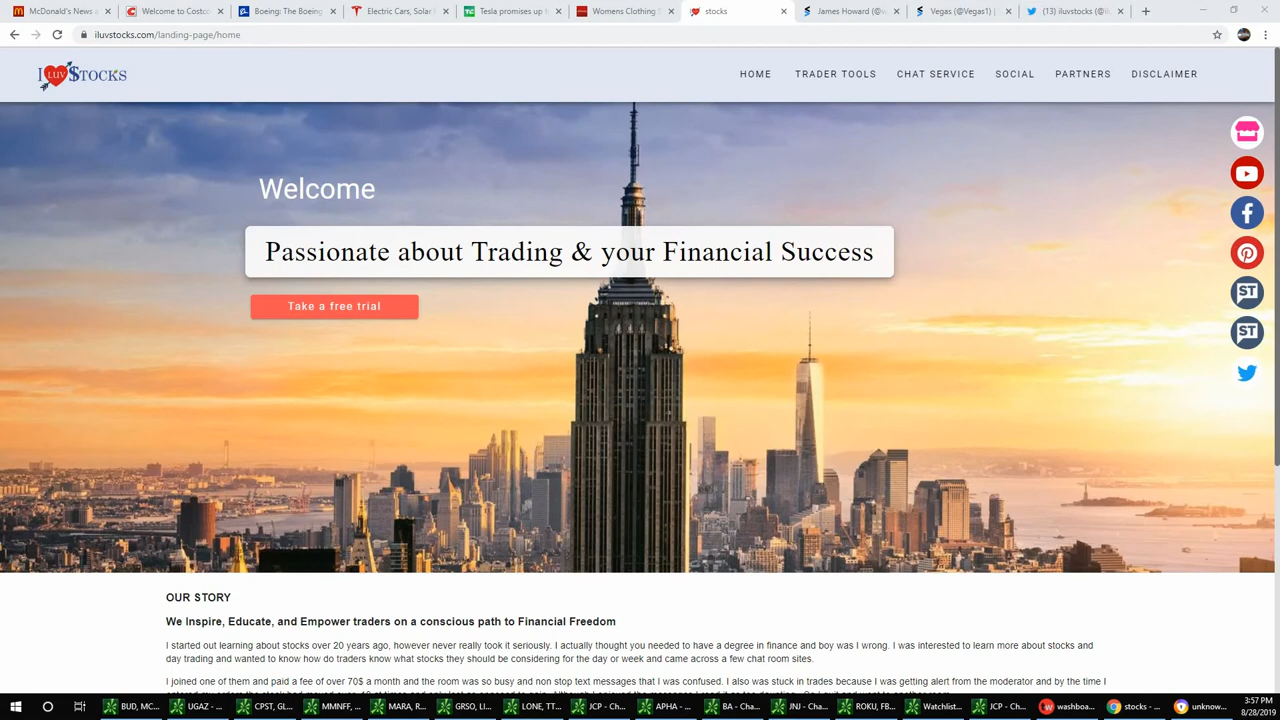 McDonald's News a
Welcome to Costco
Boeing: The Boeing
Electric Cars, Solar
Tesla promises up t
Womens Clothing S
stocks
James Howard (@w
Vegas (@Vegas1) |
(13) iluvstocks (@il
iluvstocks.com/landing-page/home
I LUV $TOCKS
HOME TRADER TOOLS CHAT SERVICE SOCIAL PARTNERS DISCLAIMER
Welcome
Passionate about Trading & your Financial Success
Take a free trial
ST
ST
OUR STORY
We Inspire, Educate, and Empower traders on a conscious path to Financial Freedom
I started out learning about stocks over 20 years ago, however never really took it seriously. I actually thought you needed to have a degree in finance and boy was I wrong. I was interested to learn more about stocks and
day trading and wanted to know how do traders know what stocks they should be considering for the day or week and came across a few chat room sites.
I joined one of them and paid a fee of over 70$ a month and the room was so busy and non stop text messages that I was confused. I also was stuck in trades because I was getting alert from the moderator and by the time I
BUD, MC...
UGAZ - C...
CPST, GL...
MMNFF, ...
MARA, R...
GRSO, LI...
LONE, TT...
JCP - Ch...
APHA - C...
BA - Cha...
JNJ - Cha...
ROKU, FB...
Watchlist...
JCP - Ch...
washboa...
stocks - ...
unknow...
3:57 PM
8/28/2019